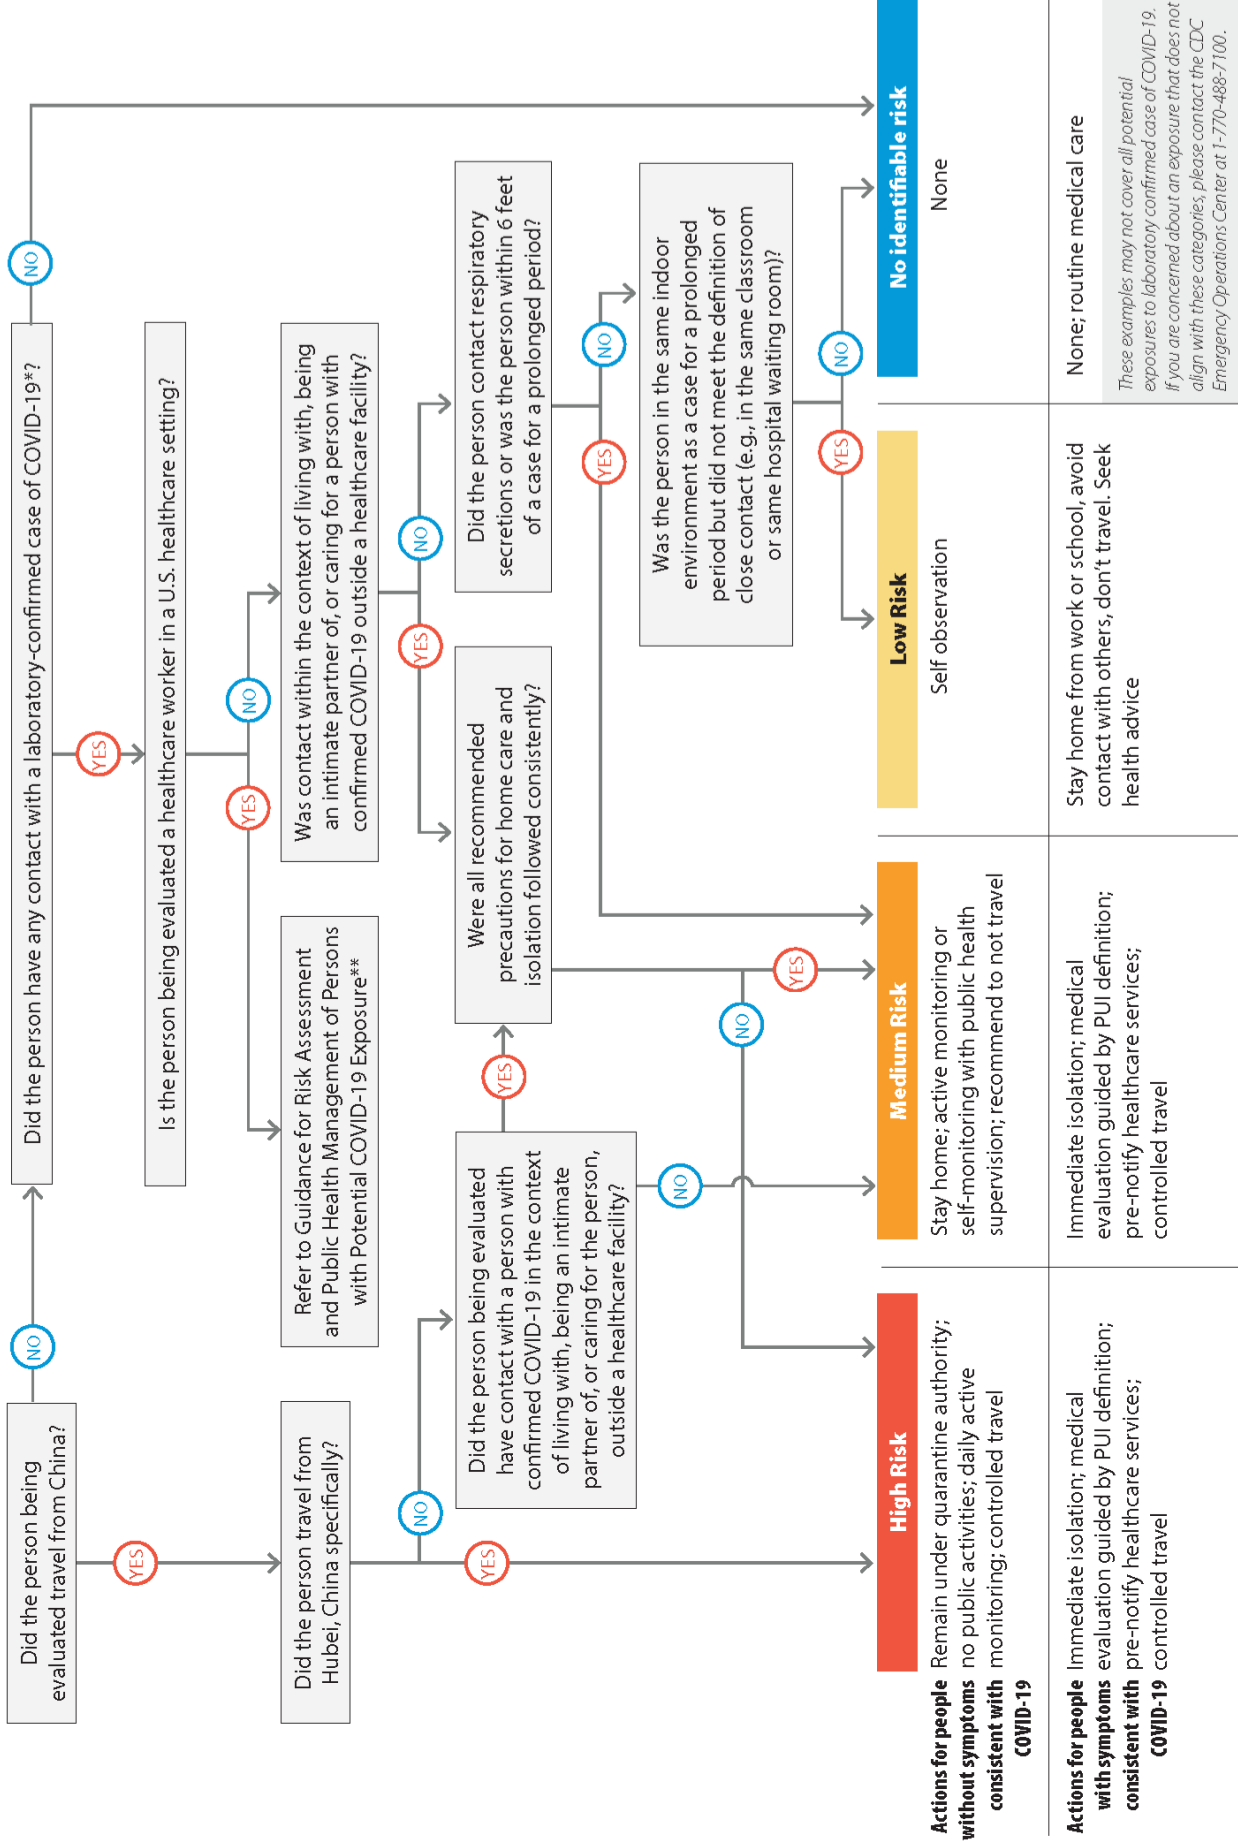 Did the person being
evaluated travel from China?
NO
YES
Did the person have any contact with a laboratory-confirmed case of COVID-19*?
NO
YES
Is the person being evaluated a healthcare worker in a U.S. healthcare setting?
YES
NO
Did the person travel from
Hubei, China specifically?
NO
YES
Refer to Guidance for Risk Assessment
and Public Health Management of Persons
with Potential COVID-19 Exposure**
Was contact within the context of living with, being
an intimate partner of, or caring for a person with
confirmed COVID-19 outside a healthcare facility?
YES
NO
Did the person being evaluated
have contact with a person with
confirmed COVID-19 in the context
of living with, being an intimate
partner of, or caring for the person,
outside a healthcare facility?
YES
NO
Were all recommended
precautions for home care and
isolation followed consistently?
NO
YES
Did the person contact respiratory
secretions or was the person within 6 feet
of a case for a prolonged period?
YES
NO
Was the person in the same indoor
environment as a case for a prolonged
period but did not meet the definition of
close contact (e.g., in the same classroom
or same hospital waiting room)?
YES
NO
High Risk
Medium Risk
Low Risk
No identifiable risk
Actions for people
without symptoms
consistent with
COVID-19
Remain under quarantine authority;
no public activities; daily active
monitoring; controlled travel
Stay home; active monitoring or
self-monitoring with public health
supervision; recommend to not travel
Self observation
None
Actions for people
with symptoms
consistent with
COVID-19
Immediate isolation; medical
evaluation guided by PUI definition;
pre-notify healthcare services;
controlled travel
Immediate isolation; medical
evaluation guided by PUI definition;
pre-notify healthcare services;
controlled travel
Stay home from work or school, avoid
contact with others, don't travel. Seek
health advice
None; routine medical care
These examples may not cover all potential
exposures to laboratory confirmed case of COVID-19.
If you are concerned about an exposure that does not
align with these categories, please contact the CDC
Emergency Operations Center at 1-770-488-7100.